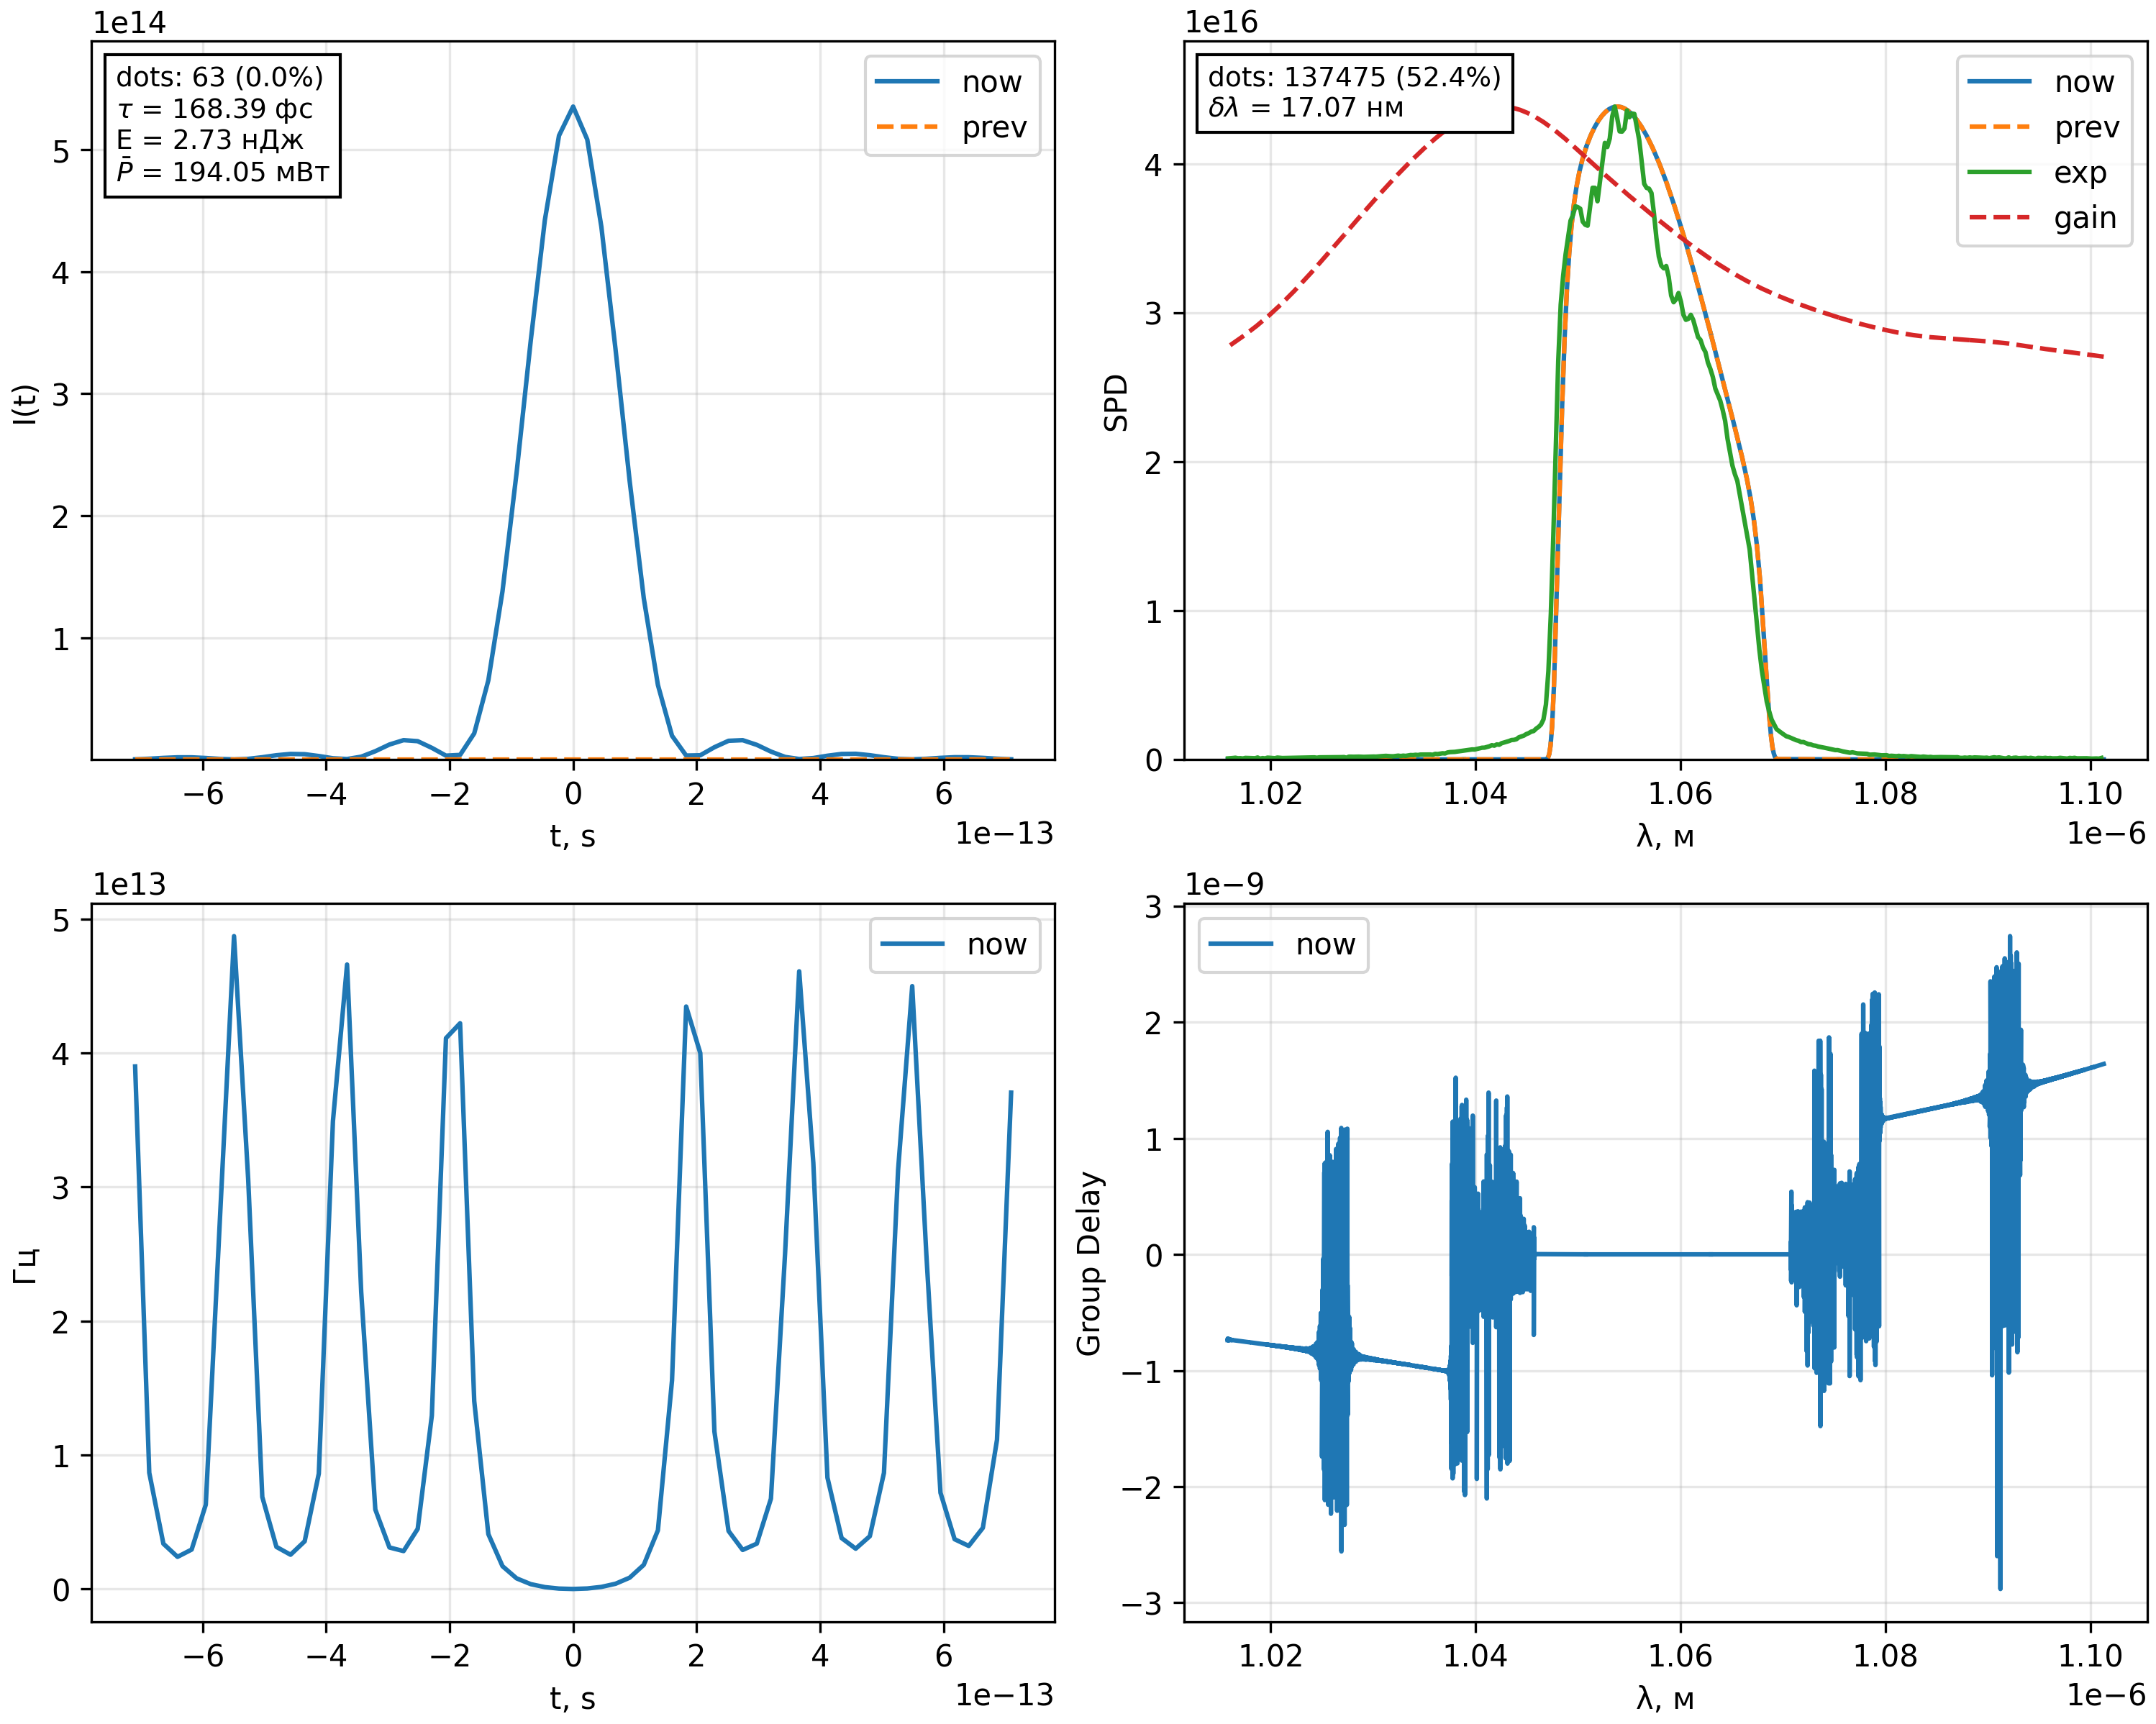 1e14
dots: 63 (0.0%)
τ = 168.39 фс
E = 2.73 нДж
P̄ = 194.05 мВт
now
prev
I(t)
5
4
3
2
1
−6 −4 −2 0 2 4 6
t, s
1e−13
1e16
dots: 137475 (52.4%)
δλ = 17.07 нм
now
prev
exp
gain
SPD
4
3
2
1
0
1.02 1.04 1.06 1.08 1.10
λ, м
1e−6
1e13
now
Гц
5
4
3
2
1
0
−6 −4 −2 0 2 4 6
t, s
1e−13
1e−9
now
Group Delay
3
2
1
0
−1
−2
−3
1.02 1.04 1.06 1.08 1.10
λ, м
1e−6